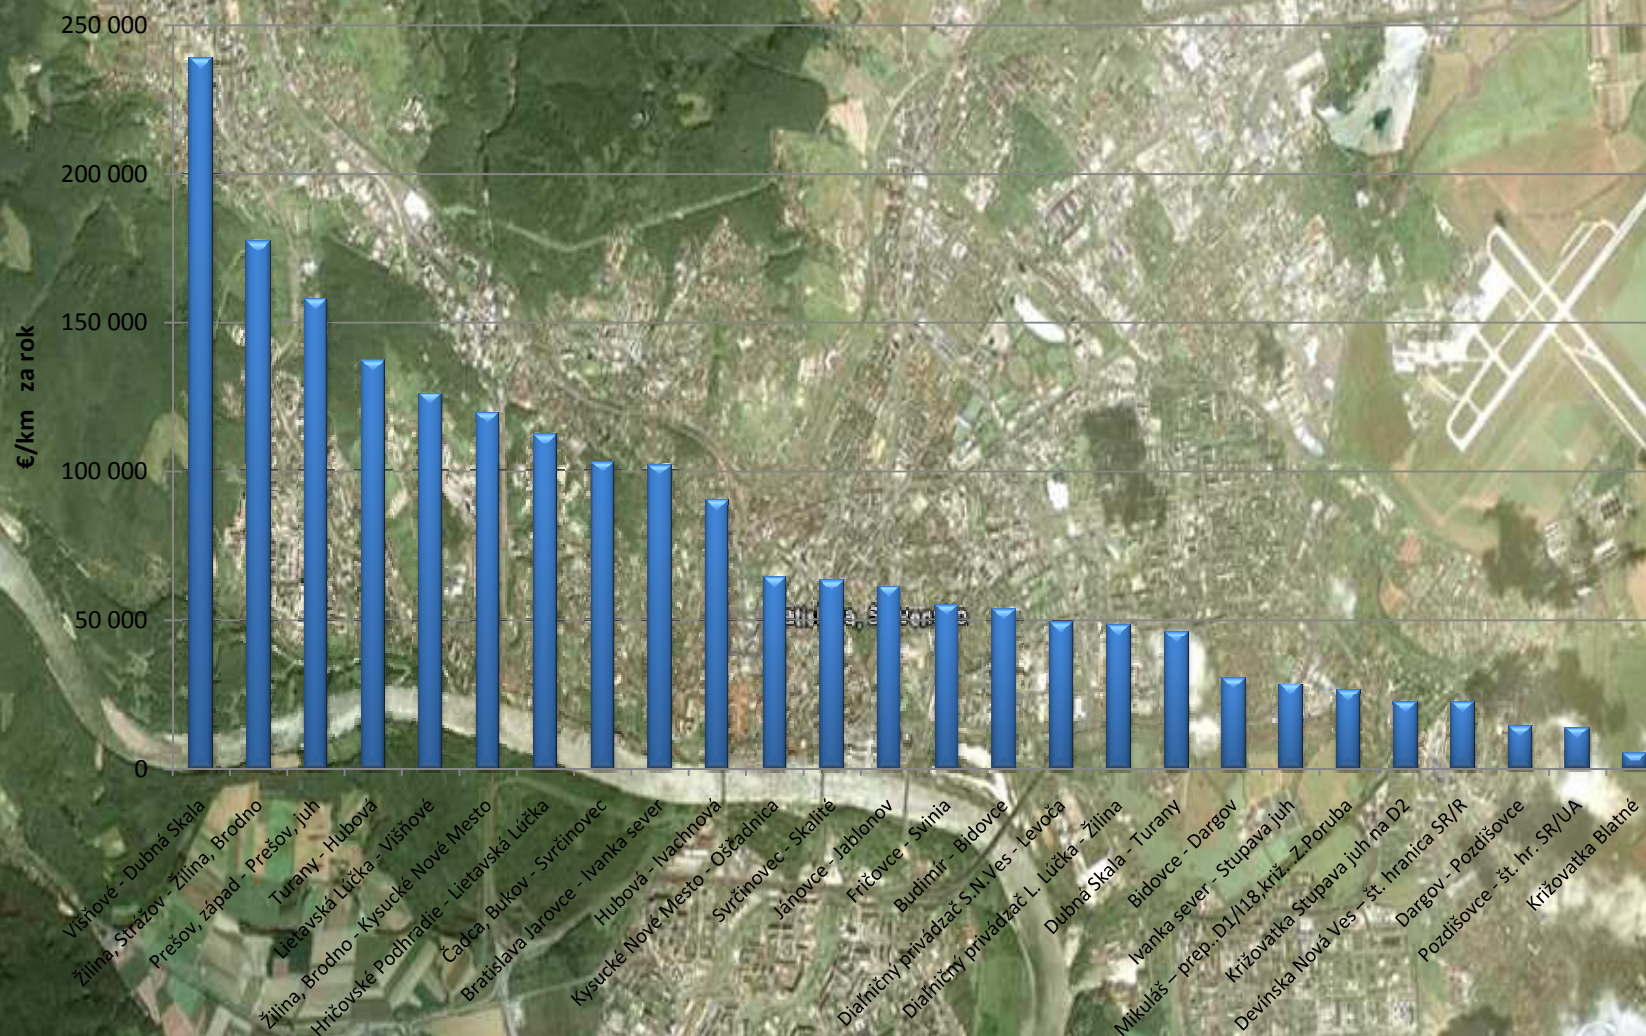 250 000
200 000
150 000
100 000
50 000
0
€/km za rok
Višňové - Dubná Skala
Žilina, Strážov - Žilina, Brodno
Prešov, západ - Prešov, juh
Turany - Hubová
Lietavská Lúčka - Višňové
Žilina, Brodno - Kysucké Nové Mesto
Hričovské Podhradie - Lietavská Lúčka
Čadca, Bukov - Svrčinovec
Bratislava Jarovce - Ivanka sever
Hubová - Ivachnová
Kysucké Nové Mesto - Oščadnica
Svrčinovec - Skalité
Jánovce - Jablonov
Fričovce - Svinia
Budimír - Bidovce
Diaľničný privádzač S.N.Ves - Levoča
Diaľničný privádzač L. Lúčka - Žilina
Dubná Skala - Turany
Bidovce - Dargov
Ivanka sever - Stupava juh
Mikuláš – prep..D1/I18,križ. Z.Poruba
Križovatka Stupava juh na D2
Devínska Nová Ves – št. hranica SR/R
Dargov - Pozdišovce
Pozdišovce - št. hr. SR/UA
Križovatka Blatné